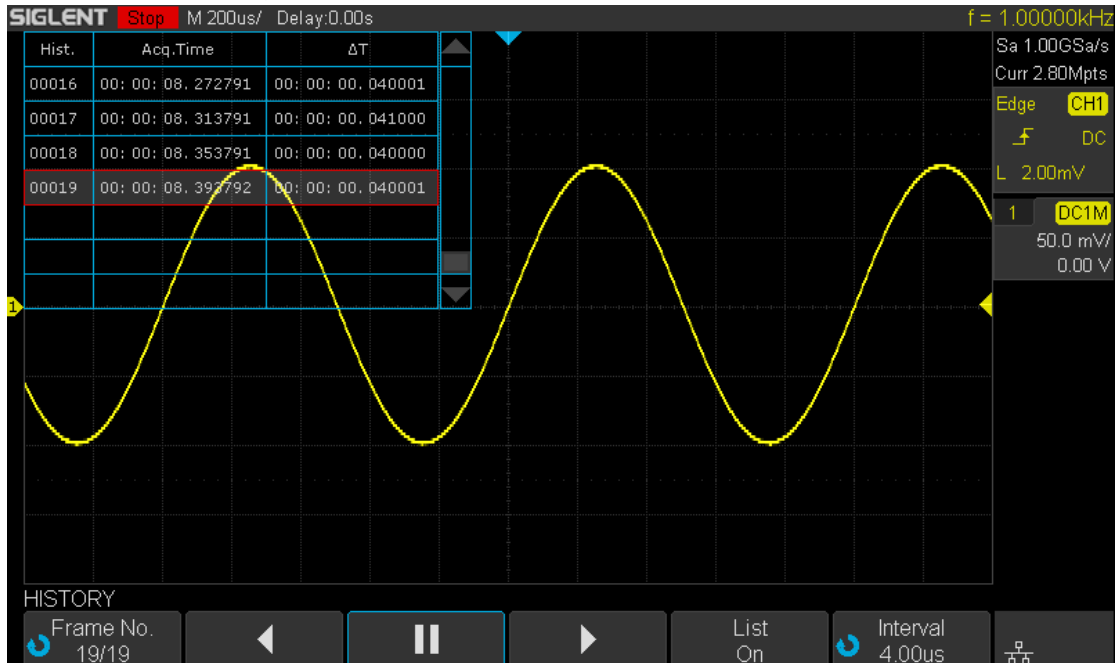 SIGLENT Stop M 200us/ Delay:0.00s f = 1.00000kHz
Hist. Acq.Time ΔT
00016 00: 00: 08. 272791 00: 00: 00. 040001
00017 00: 00: 08. 313791 00: 00: 00. 041000
00018 00: 00: 08. 353791 00: 00: 00. 040000
00019 00: 00: 08. 393792 00: 00: 00. 040001
Sa 1.00GSa/s
Curr 2.80Mpts
Edge CH1
DC
L 2.00mV
1 DC1M
50.0 mV/
0.00 V
1
HISTORY
Frame No.
19/19
List
On
Interval
4.00us